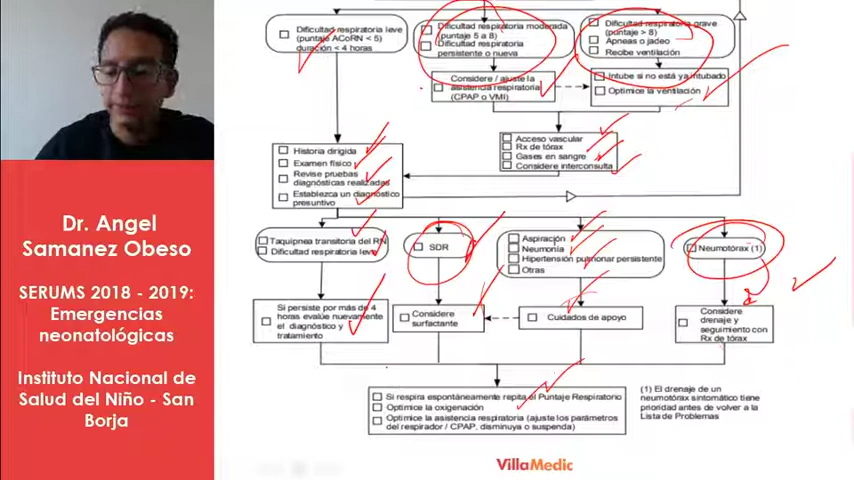 Dificultad respiratoria leve
(puntaje ACoRN < 5)
duración < 4 horas
Dificultad respiratoria moderada
(puntaje 5 a 8)
Dificultad respiratoria
persistente o nueva
Dificultad respiratoria grave
(puntaje > 8)
Apneas o jadeo
Recibe ventilación
Considere / ajuste la
asistencia respiratoria
(CPAP o VMI)
Intube si no está ya intubado
Optimice la ventilación
Acceso vascular
Rx de tórax
Gases en sangre
Considere interconsulta
Historia dirigida
Examen físico
Revise pruebas
diagnósticas realizadas
Establezca un diagnóstico
presuntivo
Taquipnea transitoria del RN
Dificultad respiratoria leve
SDR
Aspiración
Neumonía
Hipertensión pulmonar persistente
Otras
Neumotórax (1)
Si persiste por más de 4
horas evalúe nuevamente
el diagnóstico y
tratamiento
Considere
surfactante
Cuidados de apoyo
Considere
drenaje y
seguimiento con
Rx de tórax
Si respira espontáneamente repita el Puntaje Respiratorio
Optimice la oxigenación
Optimice la asistencia respiratoria (ajuste los parámetros
del respirador / CPAP, disminuya o suspenda)
(1) El drenaje de un
neumotórax sintomático tiene
prioridad antes de volver a la
Lista de Problemas
Dr. Angel
Samanez Obeso
SERUMS 2018 - 2019:
Emergencias
neonatológicas
Instituto Nacional de
Salud del Niño - San
Borja
VillaMedic